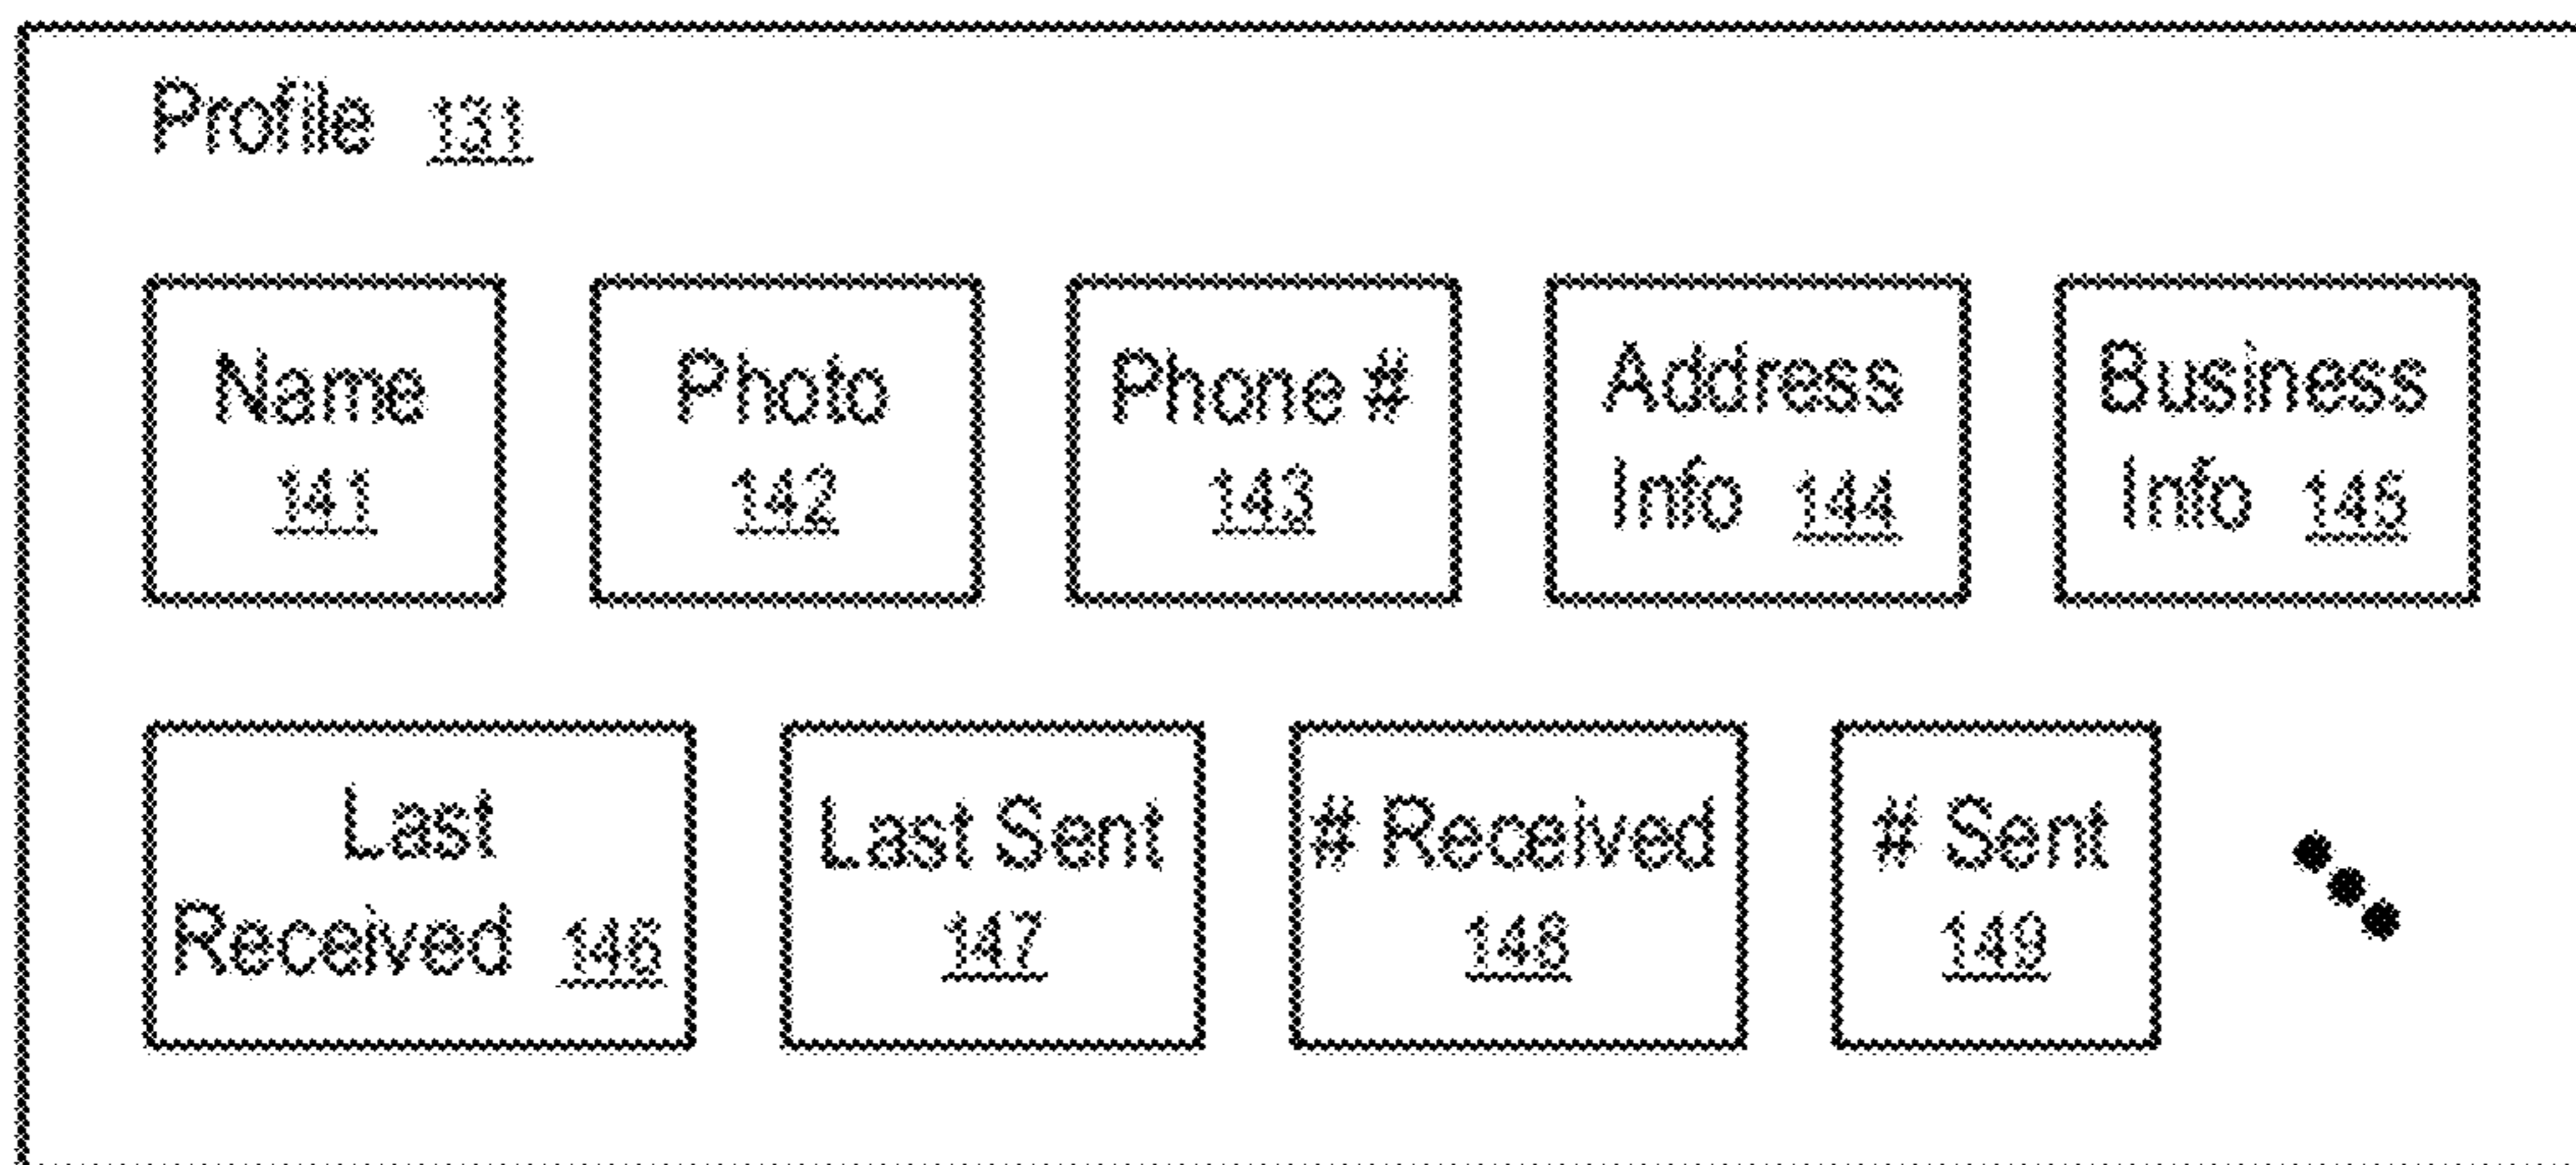 Profile 131
Name
141
Photo
142
Phone #
143
Address
Info 144
Business
Info 145
Last
Received 146
Last Sent
147
# Received
148
# Sent
149